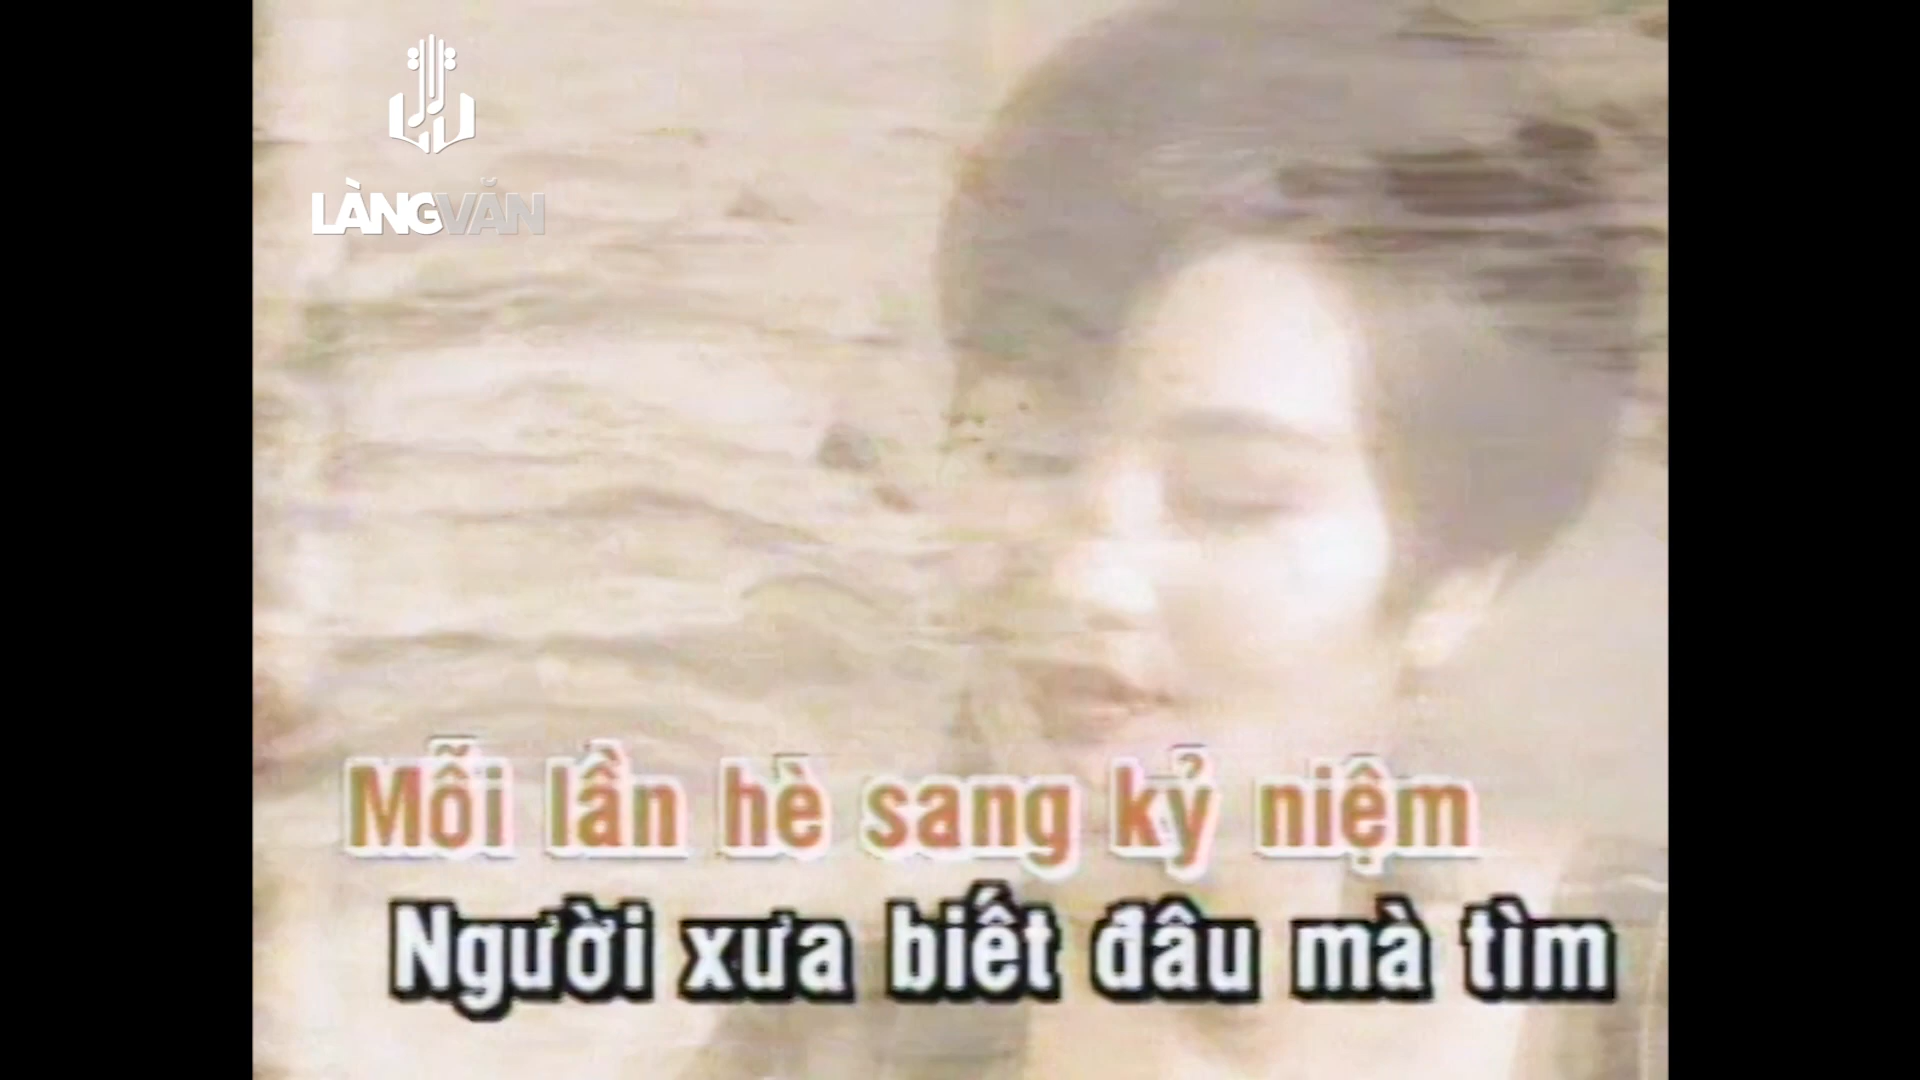 LÀNGVĂN
Mỗi lần hè sang kỷ niệm
Người xưa biết đâu mà tìm